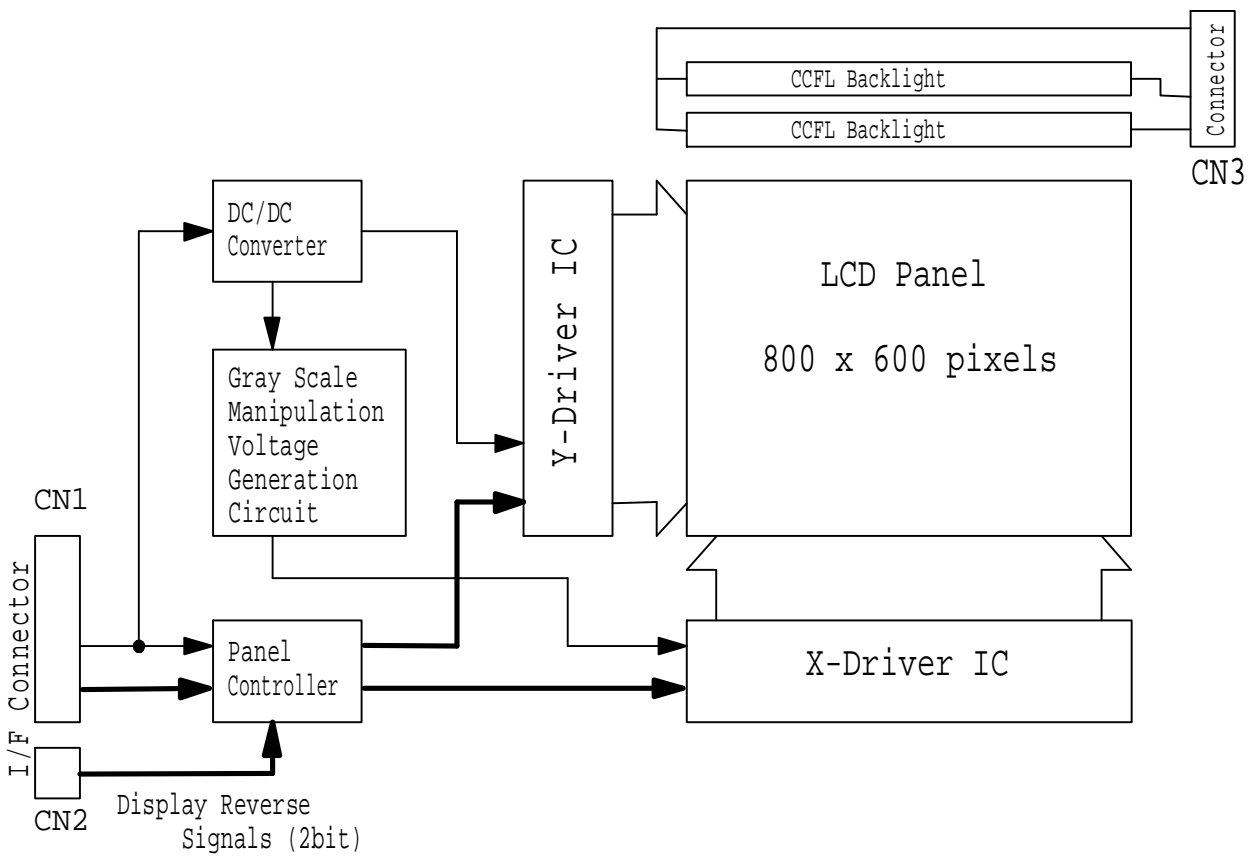 Connector
CCFL Backlight
CCFL Backlight
CN3
DC/DC
Converter
Y-Driver IC
LCD Panel
800 x 600 pixels
Gray Scale
Manipulation
Voltage
Generation
Circuit
CN1
I/F Connector
Panel
Controller
X-Driver IC
CN2
Display Reverse
Signals (2bit)